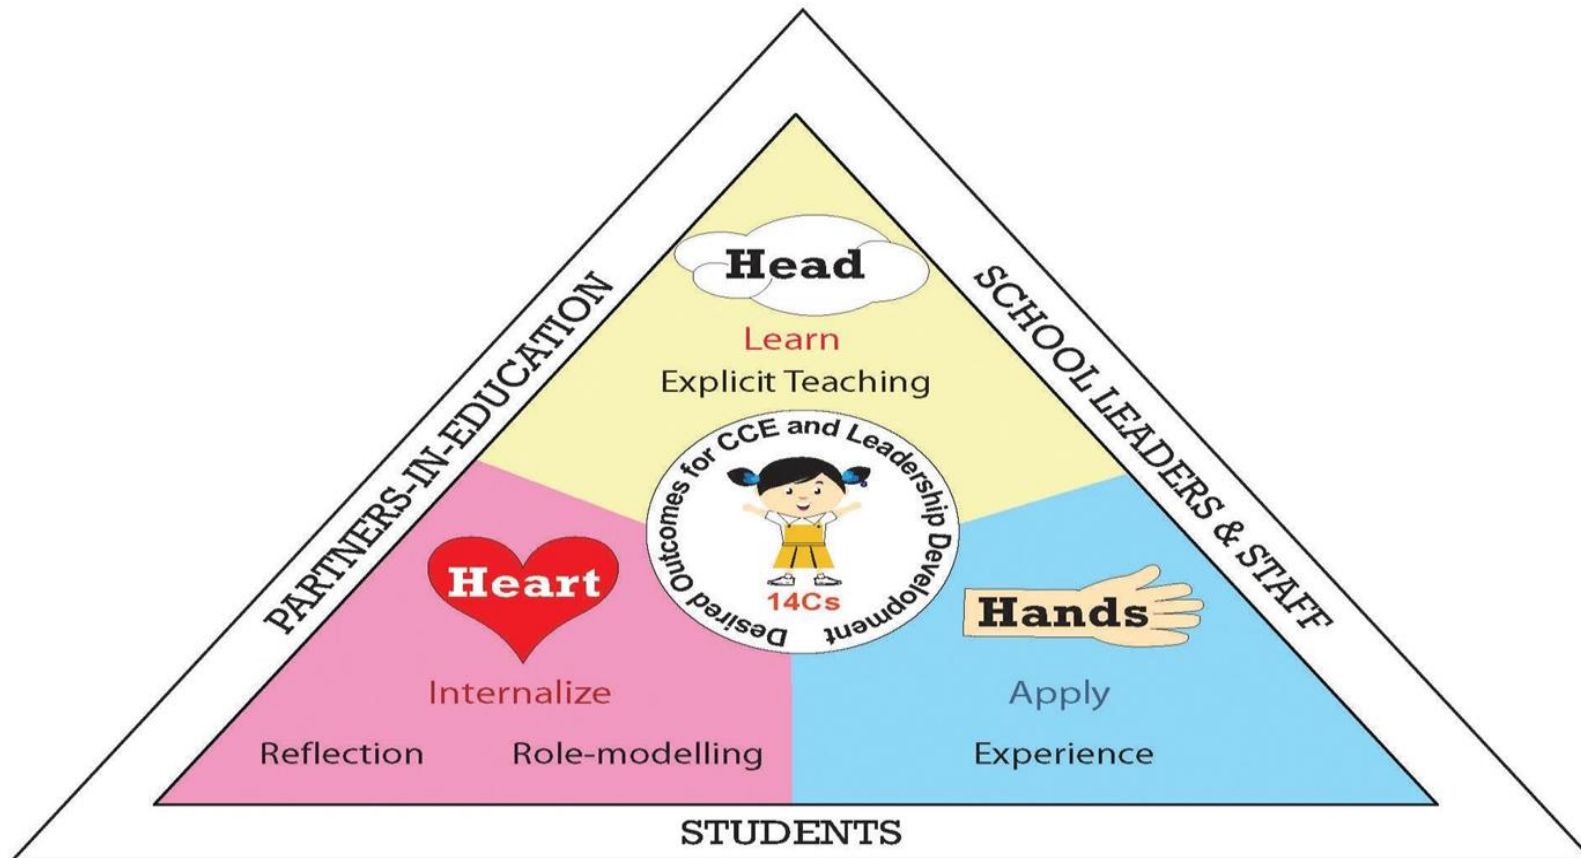 PARTNERS-IN-EDUCATION
SCHOOL LEADERS & STAFF
Head
Learn
Explicit Teaching
Desired Outcomes for CCE and Leadership Development
14Cs
Heart
Internalize
Reflection
Role-modelling
Hands
Apply
Experience
STUDENTS